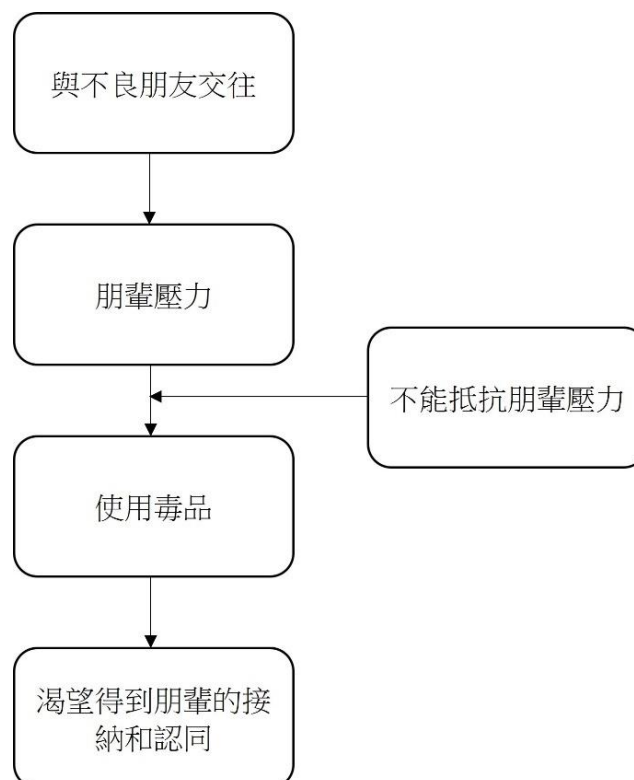 與不良朋友交往
朋輩壓力
不能抵抗朋輩壓力
使用毒品
渴望得到朋輩的接
納和認同